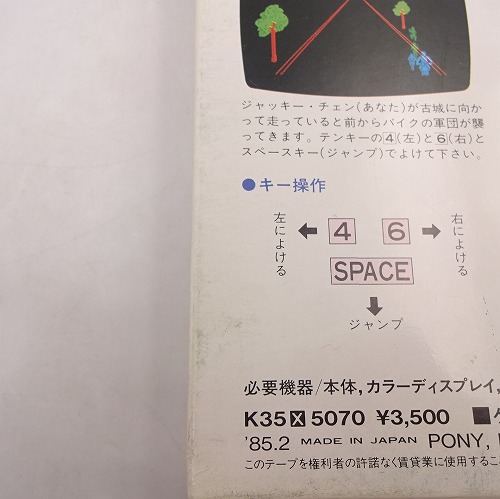 ジャッキー・チェン(あなた)が古城に向か
って走っていると前からバイクの軍団が襲
ってきます。テンキーの4(左)と6(右)と
スペースキー(ジャンプ)でよけて下さい。
●キー操作
左によける ← 4 6 → 右によける
SPACE
↓
ジャンプ
必要機器/本体,カラーディスプレイ,
K35X5070 ¥3,500 ■
'85.2 MADE IN JAPAN PONY,
このテープを権利者の許諾なく賃貸業に使用するこ